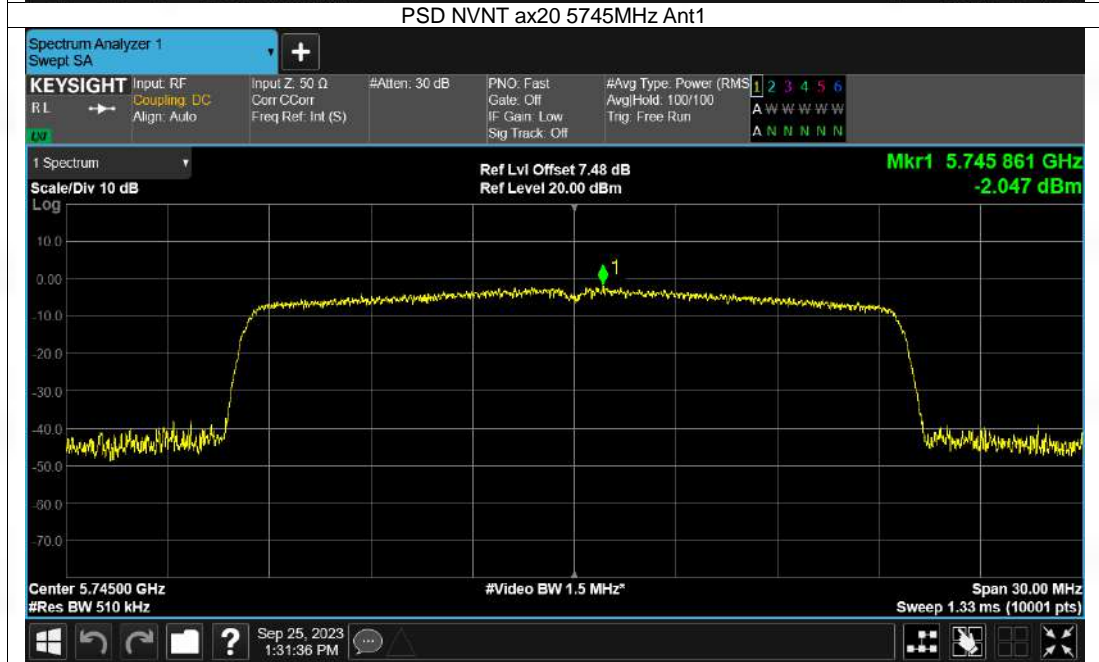 PSD NVNT ax20 5745MHz Ant1
Spectrum Analyzer 1
Swept SA
+
KEYSIGHT Input: RF Input Z: 50 Ω #Atten: 30 dB PNO: Fast #Avg Type: Power (RMS 1 2 3 4 5 6
RL Coupling: DC Corr CCorr Gate: Off Avg|Hold: 100/100 A W W W W W
Align: Auto Freq Ref: Int (S) IF Gain: Low Trig: Free Run
LXI Sig Track: Off A N N N N N
1 Spectrum Ref Lvl Offset 7.48 dB Mkr1 5.745 861 GHz
Scale/Div 10 dB Ref Level 20.00 dBm -2.047 dBm
Log
10.0
1
0.00
-10.0
-20.0
-30.0
-40.0
-50.0
-60.0
-70.0
Center 5.74500 GHz #Video BW 1.5 MHz* Span 30.00 MHz
#Res BW 510 kHz Sweep 1.33 ms (10001 pts)
? Sep 25, 2023
1:31:36 PM